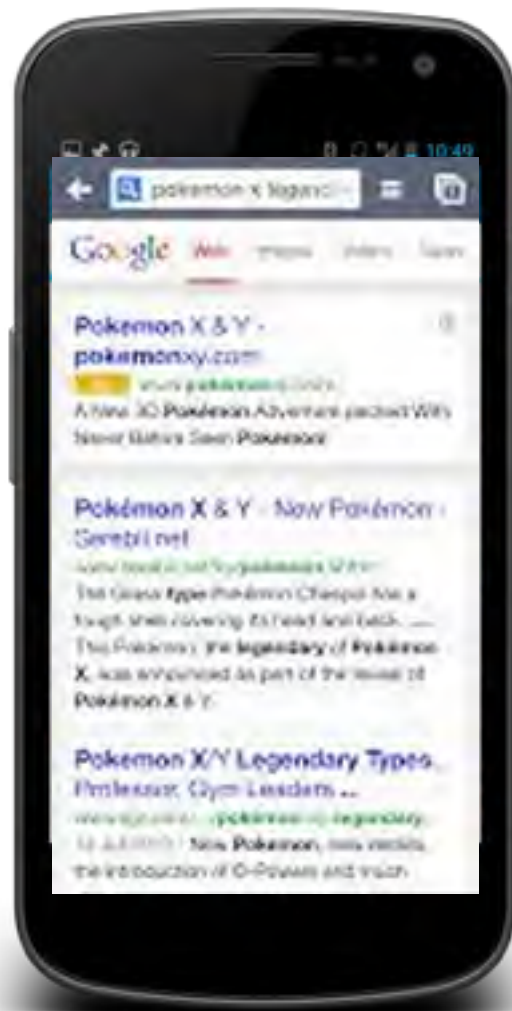 10:49
pokemon x legend
Google Web Images Videos News
Pokemon X & Y -
pokemonxy.com
A New 3D Pokémon Adventure packed With
Never Before Seen Pokémon!
Pokémon X & Y - New Pokémon -
Serebii.net
The Grass type Pokémon Chespin has a
tough shell covering its head and back. ....
This Pokémon, the legendary of Pokémon
X, was announced as part of the reveal of
Pokémon X & Y.
Pokemon X/Y Legendary Types,
Professor, Gym Leaders ...
New Pokemon, new
the introduction of O-Powers and much